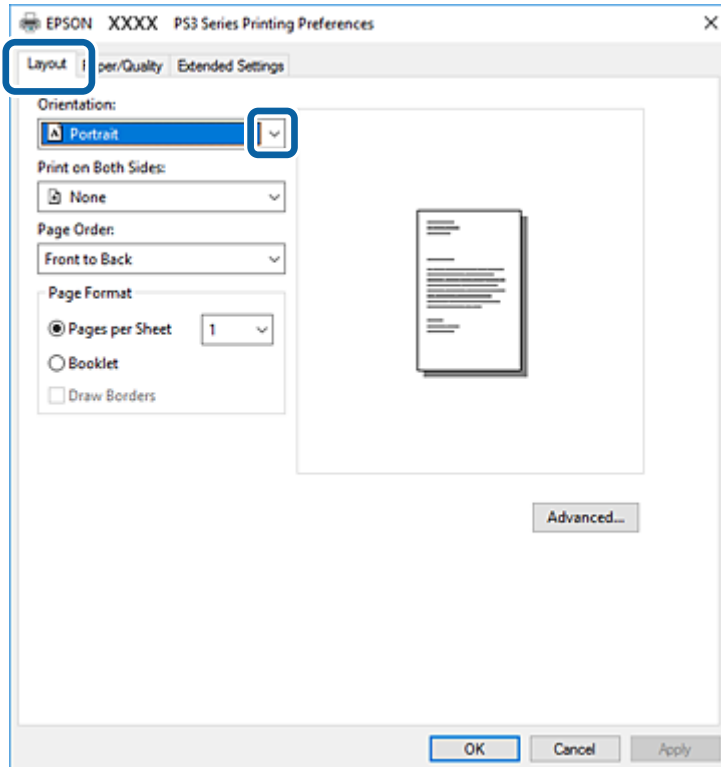 EPSON XXXX PS3 Series Printing Preferences
Layout per/Quality Extended Settings
Orientation:
A Portrait
Print on Both Sides:
None
Page Order:
Front to Back
Page Format
Pages per Sheet 1
Booklet
Draw Borders
Advanced...
OK Cancel Apply